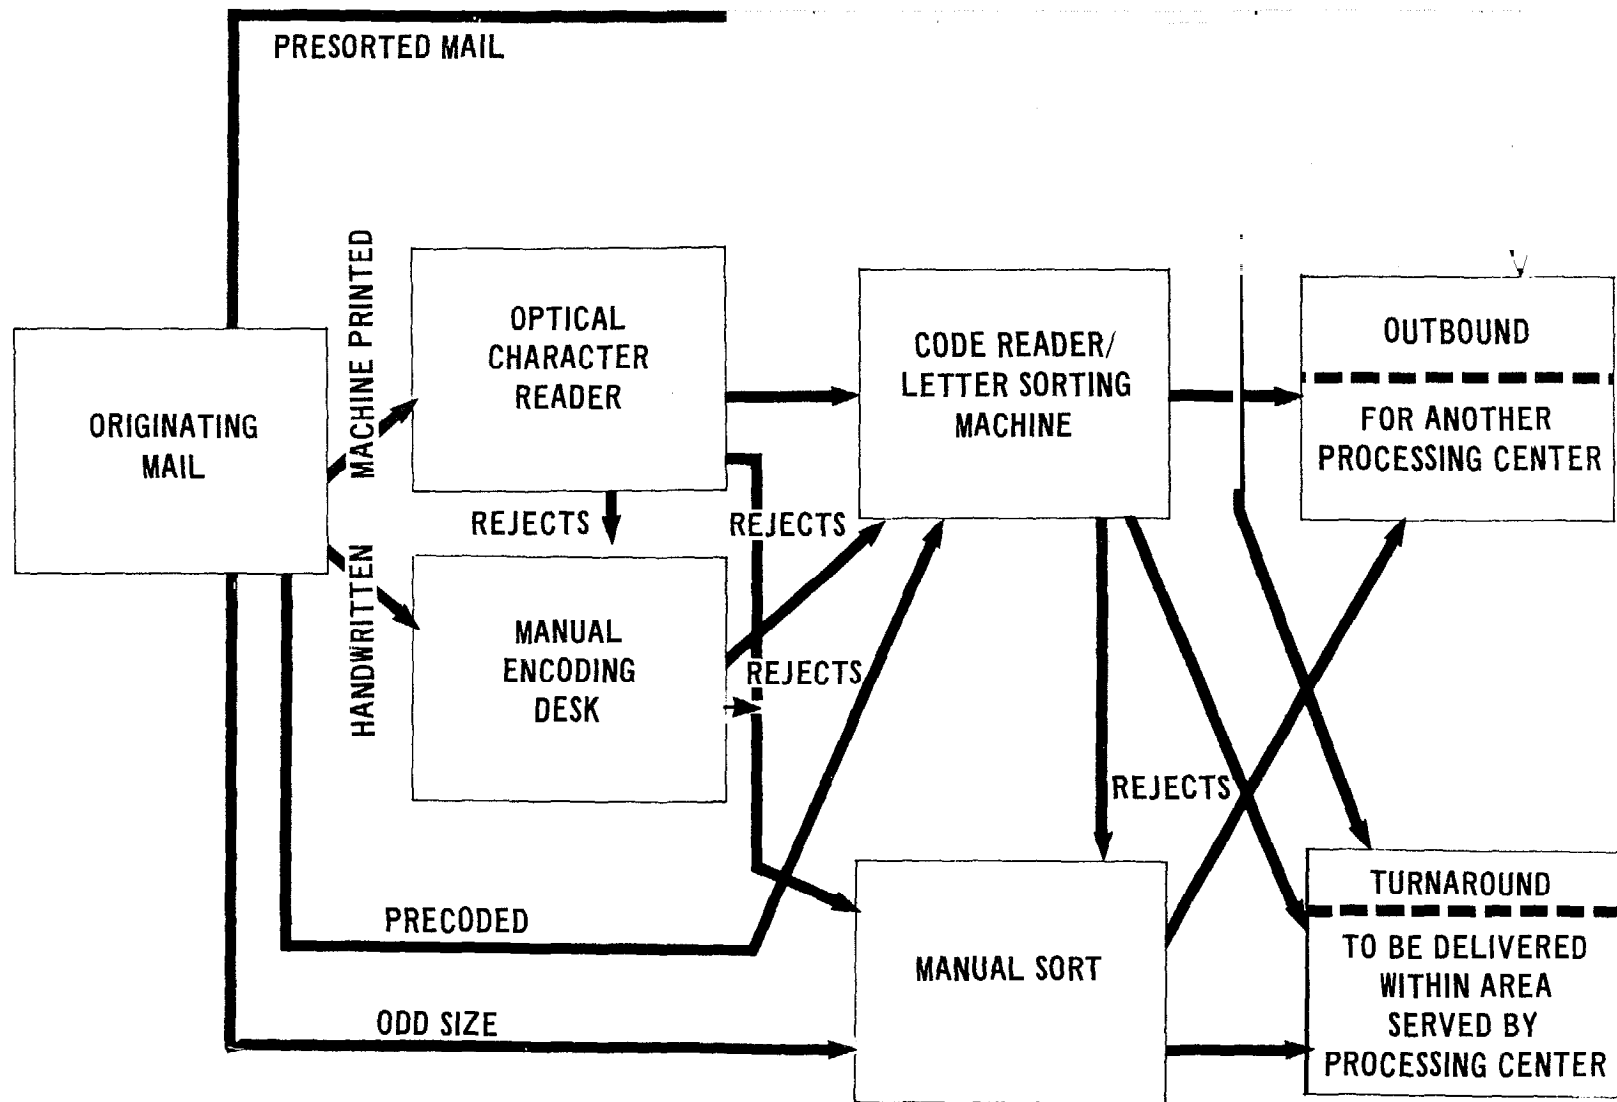 PRESORTED MAIL
ORIGINATING
MAIL
MACHINE PRINTED
HANDWRITTEN
OPTICAL
CHARACTER
READER
REJECTS
REJECTS
MANUAL
ENCODING
DESK
REJECTS
CODE READER/
LETTER SORTING
MACHINE
REJECTS
OUTBOUND
FOR ANOTHER
PROCESSING CENTER
PRECODED
ODD SIZE
MANUAL SORT
TURNAROUND
TO BE DELIVERED
WITHIN AREA
SERVED BY
PROCESSING CENTER